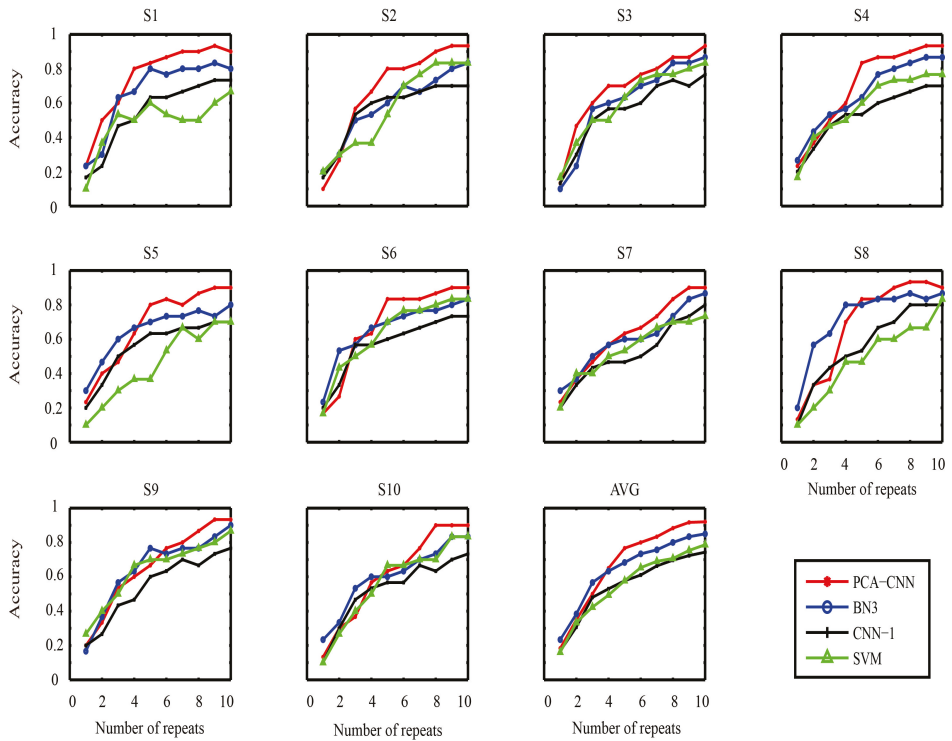 S1
S2
S3
S4
Accuracy
1
0.8
0.6
0.4
0.2
0
S5
S6
S7
S8
Accuracy
1
0.8
0.6
0.4
0.2
0
0 2 4 6 8 10
Number of repeats
S9
S10
AVG
Accuracy
1
0.8
0.6
0.4
0.2
0
0 2 4 6 8 10
0 2 4 6 8 10
0 2 4 6 8 10
Number of repeats
Number of repeats
Number of repeats
PCA−CNN
BN3
CNN−1
SVM